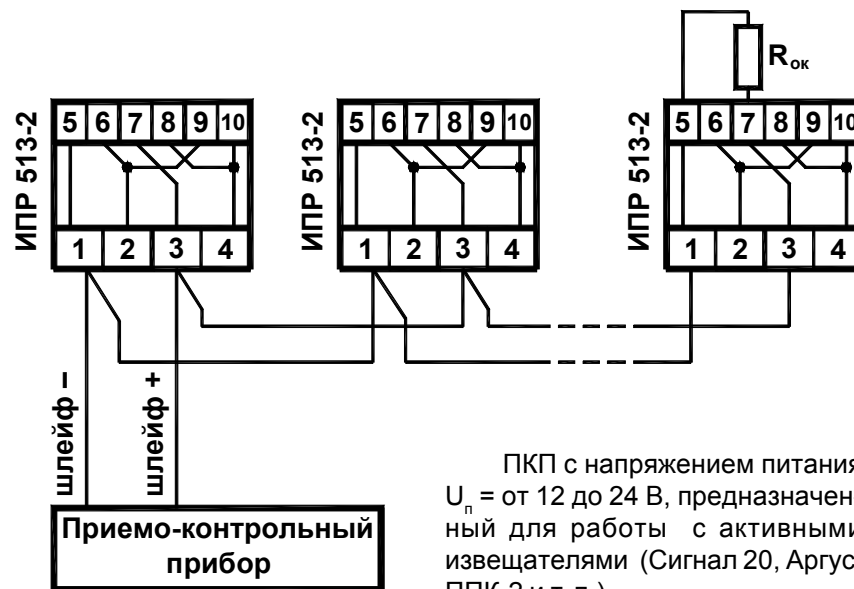 Rок
ИПР 513-2
5 6 7 8 9 10
1 2 3 4
ИПР 513-2
5 6 7 8 9 10
1 2 3 4
ИПР 513-2
5 6 7 8 9 10
1 2 3 4
шлейф –
шлейф +
Приемо-контрольный
прибор
ПКП с напряжением питания
Uп = от 12 до 24 В, предназначен
ный для работы с активными
извещателями (Сигнал 20, Аргус